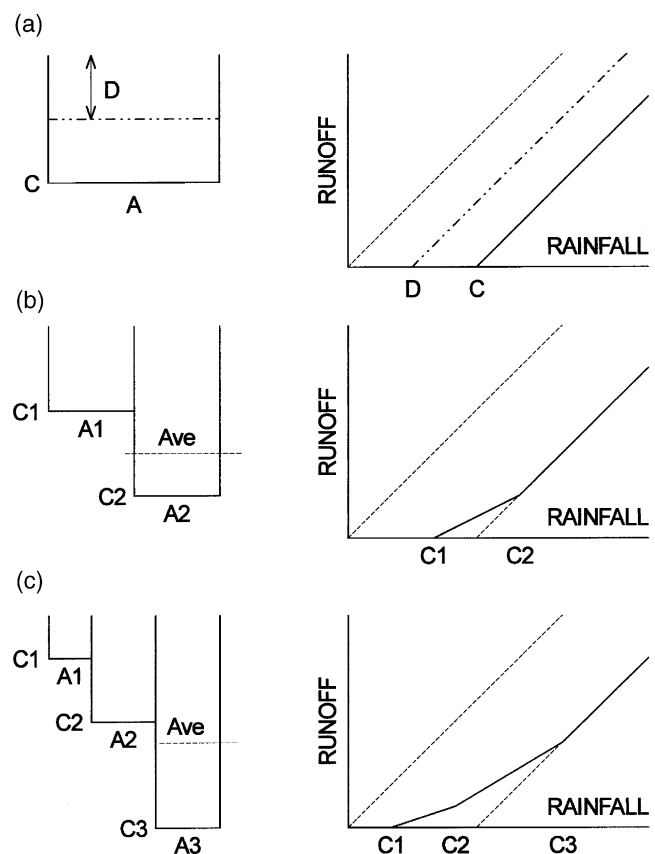 (a)
D
C
A
RUNOFF
RAINFALL
D C
(b)
C1
A1
Ave
C2
A2
RUNOFF
RAINFALL
C1 C2
(c)
C1
A1
C2
A2
Ave
C3
A3
RUNOFF
RAINFALL
C1 C2 C3